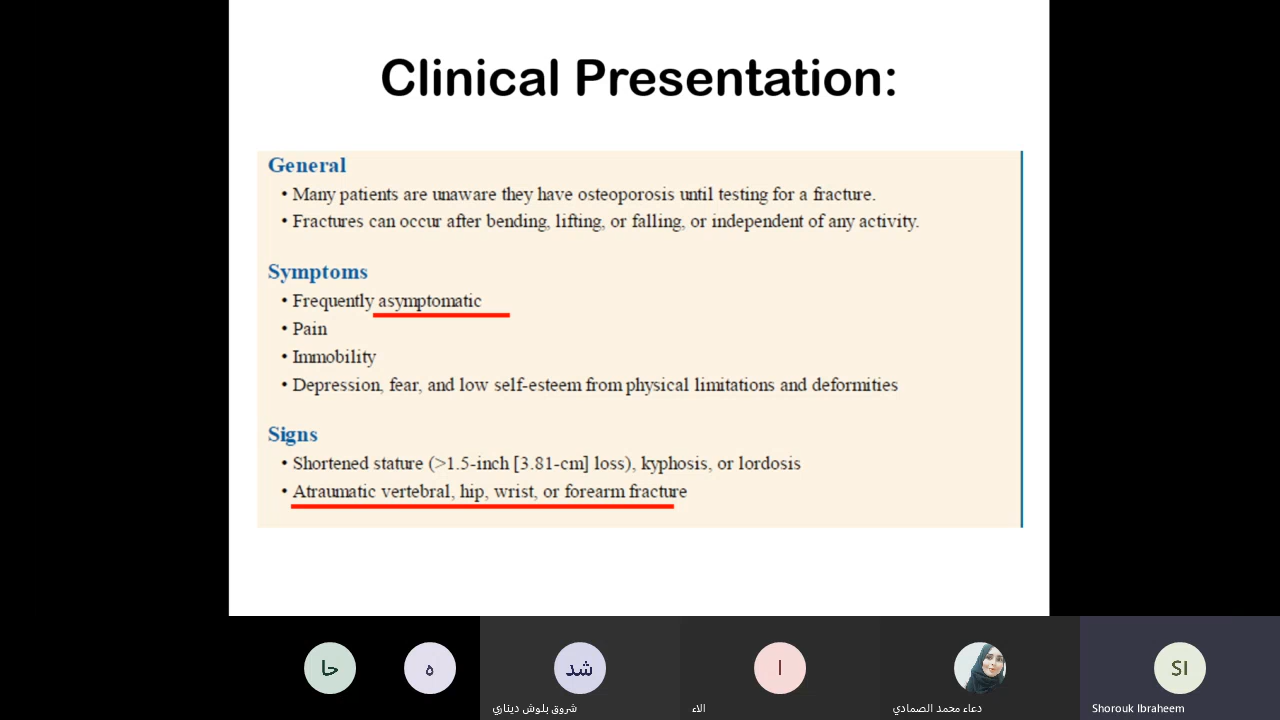 Clinical Presentation:
General
• Many patients are unaware they have osteoporosis until testing for a fracture.
• Fractures can occur after bending, lifting, or falling, or independent of any activity.
Symptoms
• Frequently asymptomatic
• Pain
• Immobility
• Depression, fear, and low self-esteem from physical limitations and deformities
Signs
• Shortened stature (>1.5-inch [3.81-cm] loss), kyphosis, or lordosis
• Atraumatic vertebral, hip, wrist, or forearm fracture
حا
ه
شد
ا
SI
شروق بلوش ديناري
الاء
دعاء محمد الصمادي
Shorouk Ibraheem